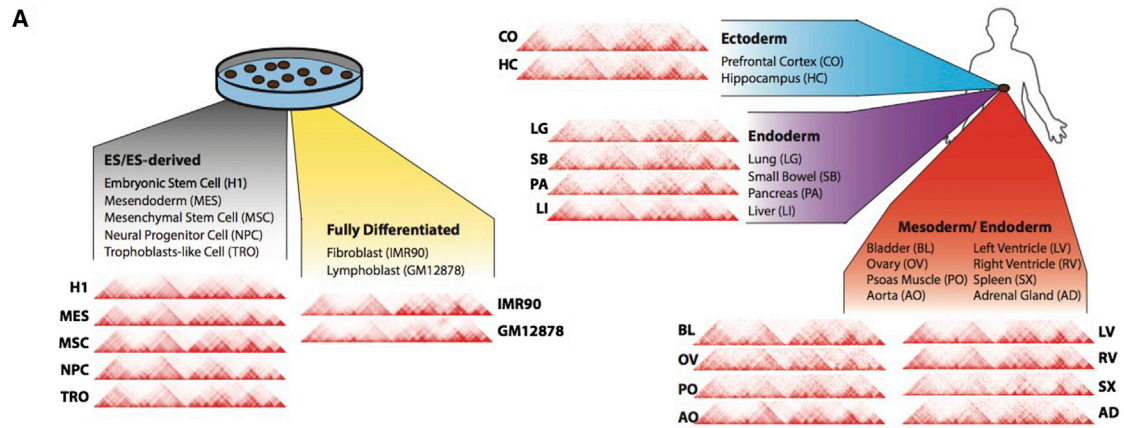 A
ES/ES-derived
Embryonic Stem Cell (H1)
Mesendoderm (MES)
Mesenchymal Stem Cell (MSC)
Neural Progenitor Cell (NPC)
Trophoblasts-like Cell (TRO)
H1
MES
MSC
NPC
TRO
Fully Differentiated
Fibroblast (IMR90)
Lymphoblast (GM12878)
IMR90
GM12878
CO
HC
Ectoderm
Prefrontal Cortex (CO)
Hippocampus (HC)
LG
SB
PA
LI
Endoderm
Lung (LG)
Small Bowel (SB)
Pancreas (PA)
Liver (LI)
Mesoderm/ Endoderm
Bladder (BL) Left Ventricle (LV)
Ovary (OV) Right Ventricle (RV)
Psoas Muscle (PO) Spleen (SX)
Aorta (AO) Adrenal Gland (AD)
BL
OV
PO
AO
LV
RV
SX
AD